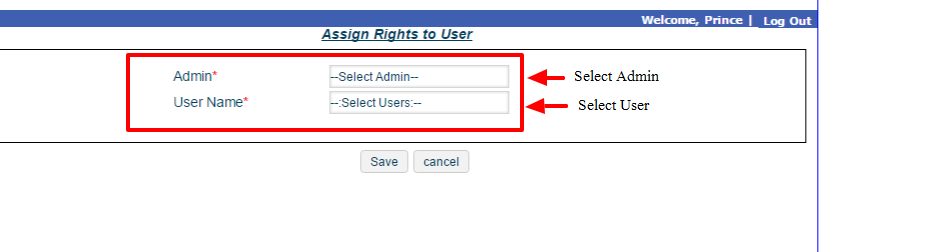 Welcome, Prince | Log Out
Assign Rights to User
Admin* --Select Admin-- Select Admin
User Name* --:Select Users:-- Select User
Save cancel